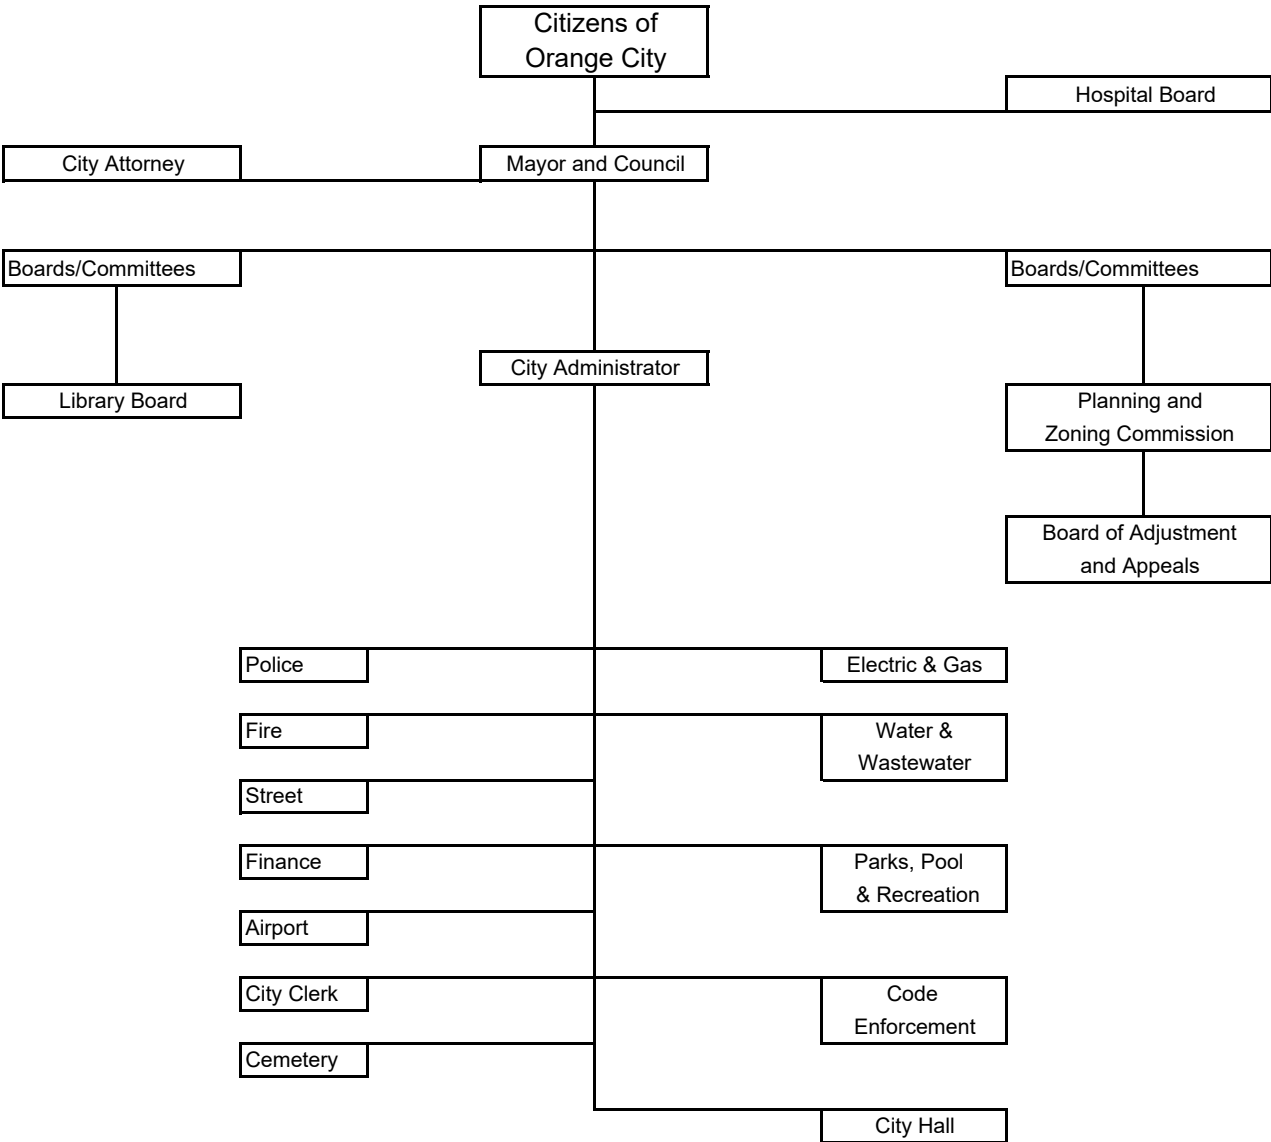 Citizens of
Orange City
Hospital Board
City Attorney
Mayor and Council
Boards/Committees
Boards/Committees
City Administrator
Library Board
Planning and
Zoning Commission
Board of Adjustment
and Appeals
Police
Electric & Gas
Fire
Water &
Wastewater
Street
Finance
Parks, Pool
& Recreation
Airport
City Clerk
Code
Enforcement
Cemetery
City Hall